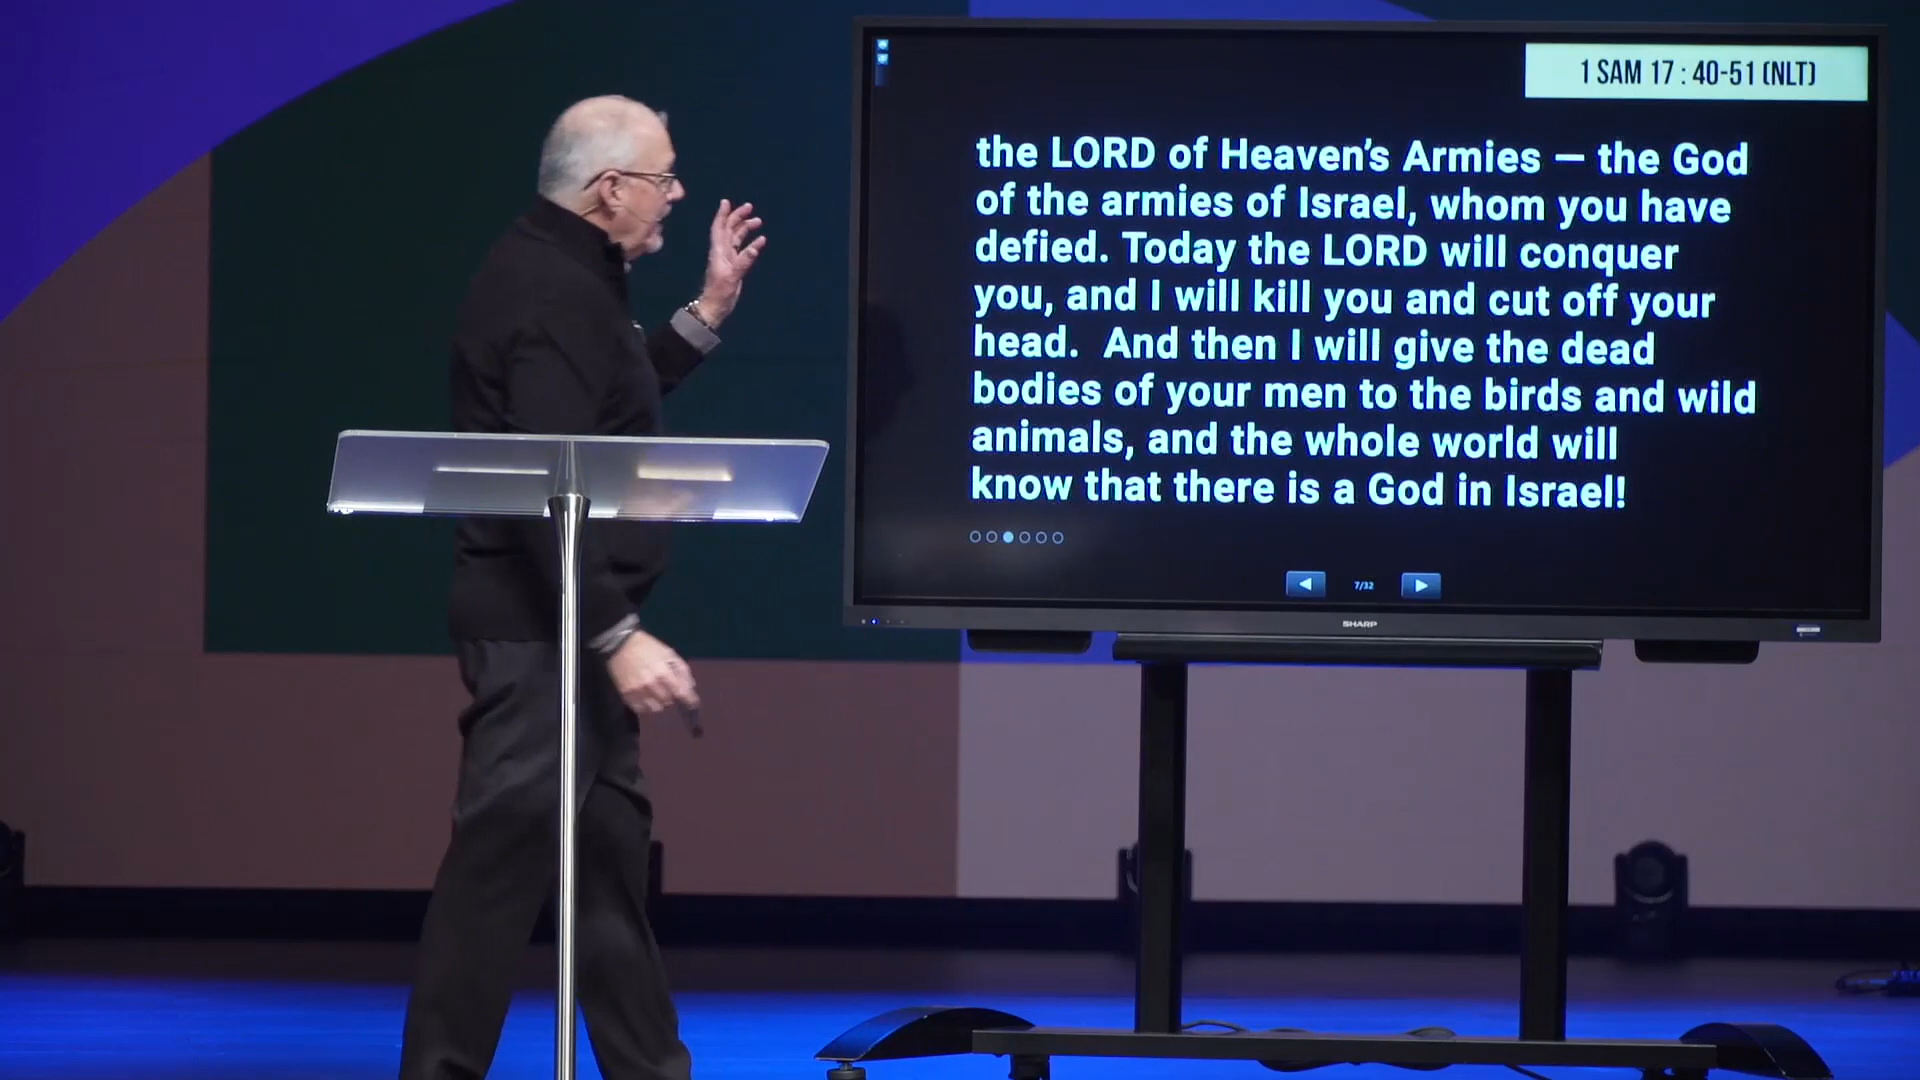 1 SAM 17 : 40-51 (NLT)
the LORD of Heaven's Armies — the God
of the armies of Israel, whom you have
defied. Today the LORD will conquer
you, and I will kill you and cut off your
head.  And then I will give the dead
bodies of your men to the birds and wild
animals, and the whole world will
know that there is a God in Israel!
7/32
SHARP